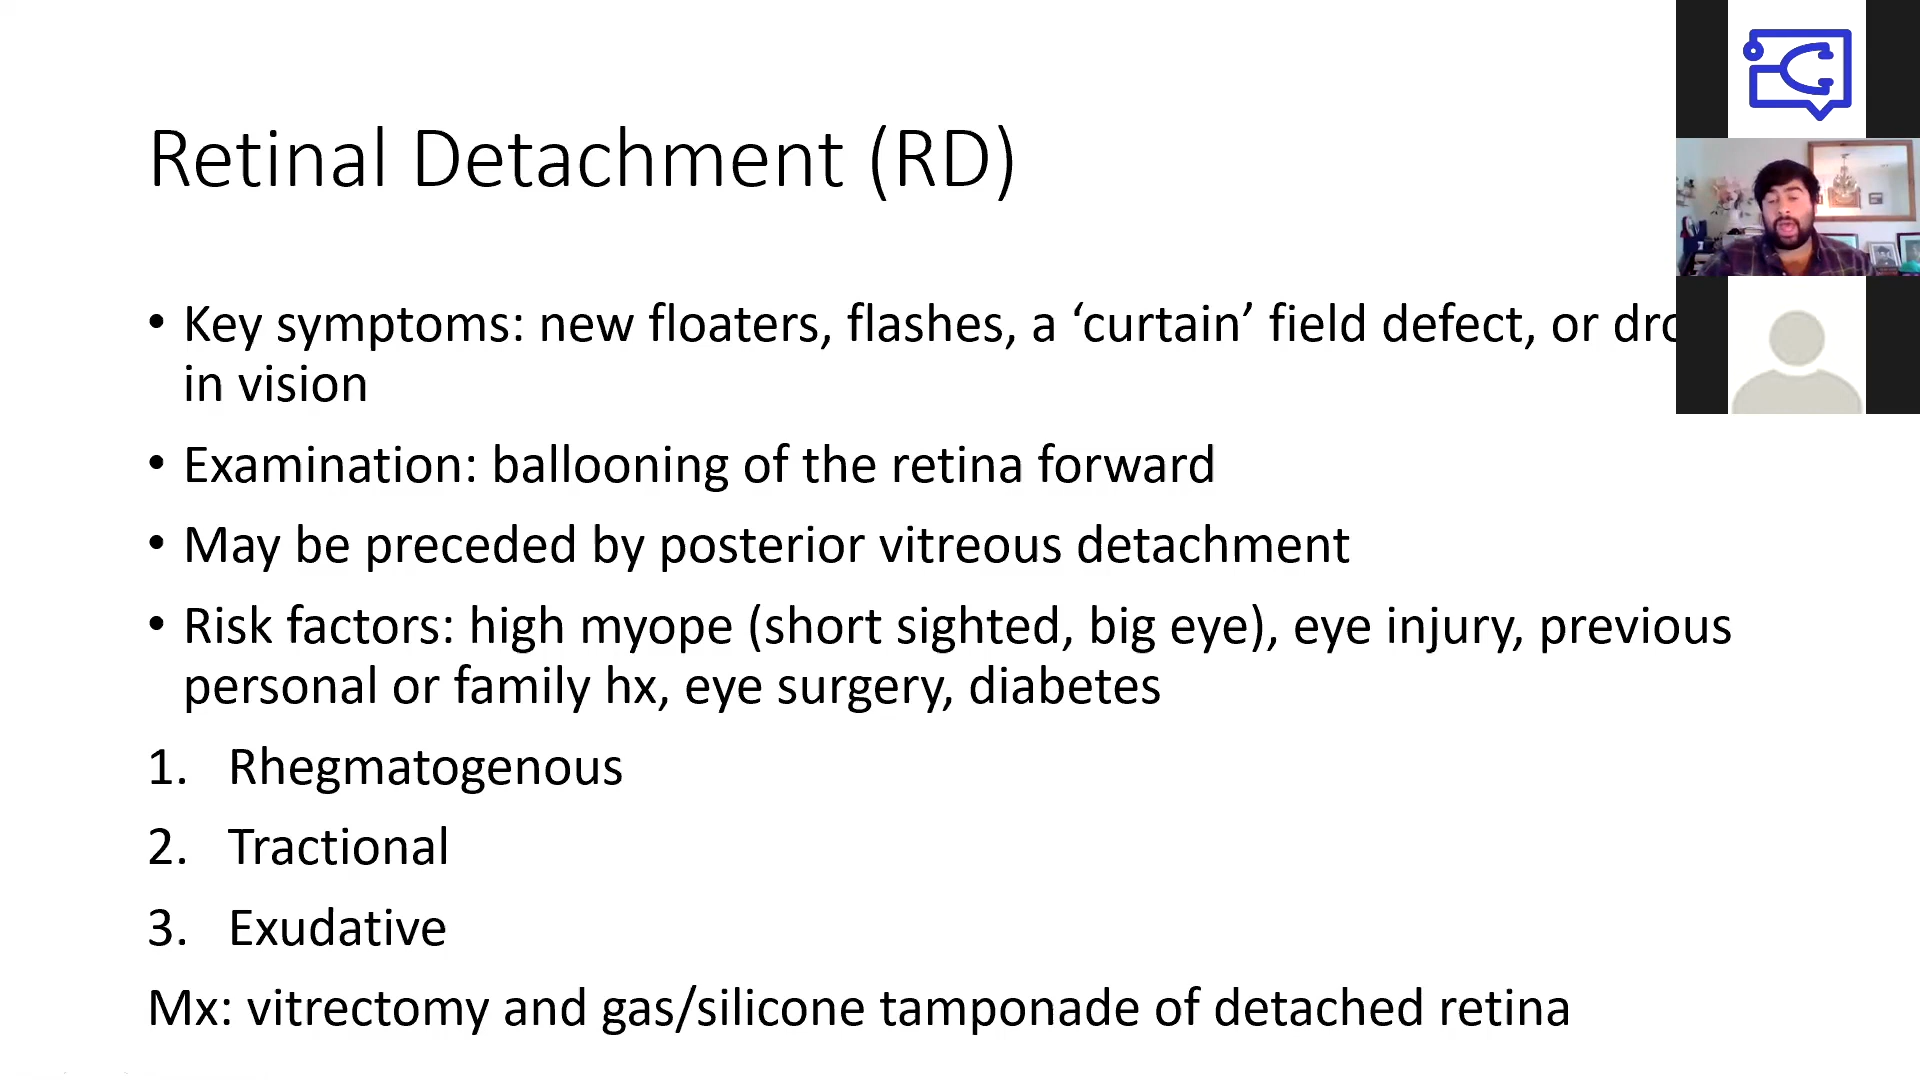 Retinal Detachment (RD)
• Key symptoms: new floaters, flashes, a ‘curtain’ field defect, or
in vision
• Examination: ballooning of the retina forward
• May be preceded by posterior vitreous detachment
• Risk factors: high myope (short sighted, big eye), eye injury, previous
personal or family hx, eye surgery, diabetes
1. Rhegmatogenous
2. Tractional
3. Exudative
Mx: vitrectomy and gas/silicone tamponade of detached retina